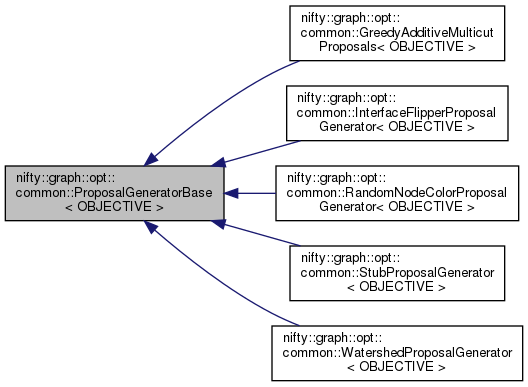 nifty::graph::opt::
common::GreedyAdditiveMulticut
Proposals< OBJECTIVE >
nifty::graph::opt::
common::InterfaceFlipperProposal
Generator< OBJECTIVE >
nifty::graph::opt::
common::ProposalGeneratorBase
< OBJECTIVE >
nifty::graph::opt::
common::RandomNodeColorProposal
Generator< OBJECTIVE >
nifty::graph::opt::
common::StubProposalGenerator
< OBJECTIVE >
nifty::graph::opt::
common::WatershedProposalGenerator
< OBJECTIVE >